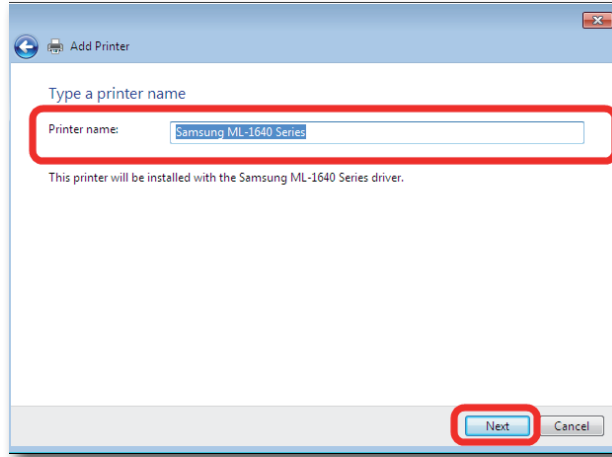 Add Printer
Type a printer name
Printer name: Samsung ML-1640 Series
This printer will be installed with the Samsung ML-1640 Series driver.
Next Cancel